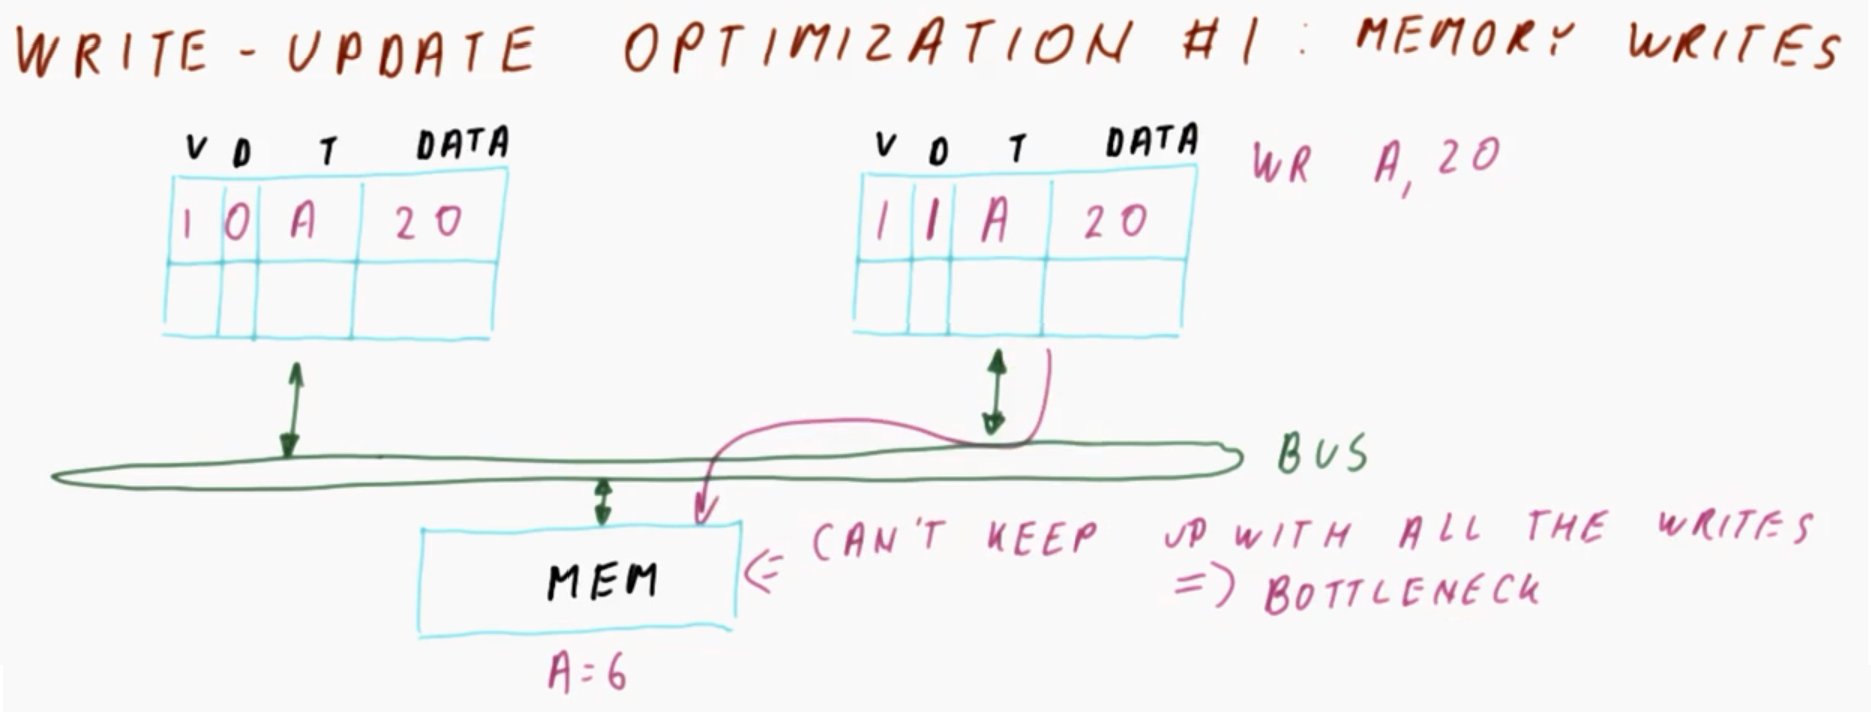 WRITE-UPDATE OPTIMIZATION #1: MEMORY WRITES
V D T DATA
1 0 A 20
V D T DATA
1 1 A 20
WR A, 20
BUS
MEM
A=6
<= CAN'T KEEP UP WITH ALL THE WRITES
=> BOTTLENECK